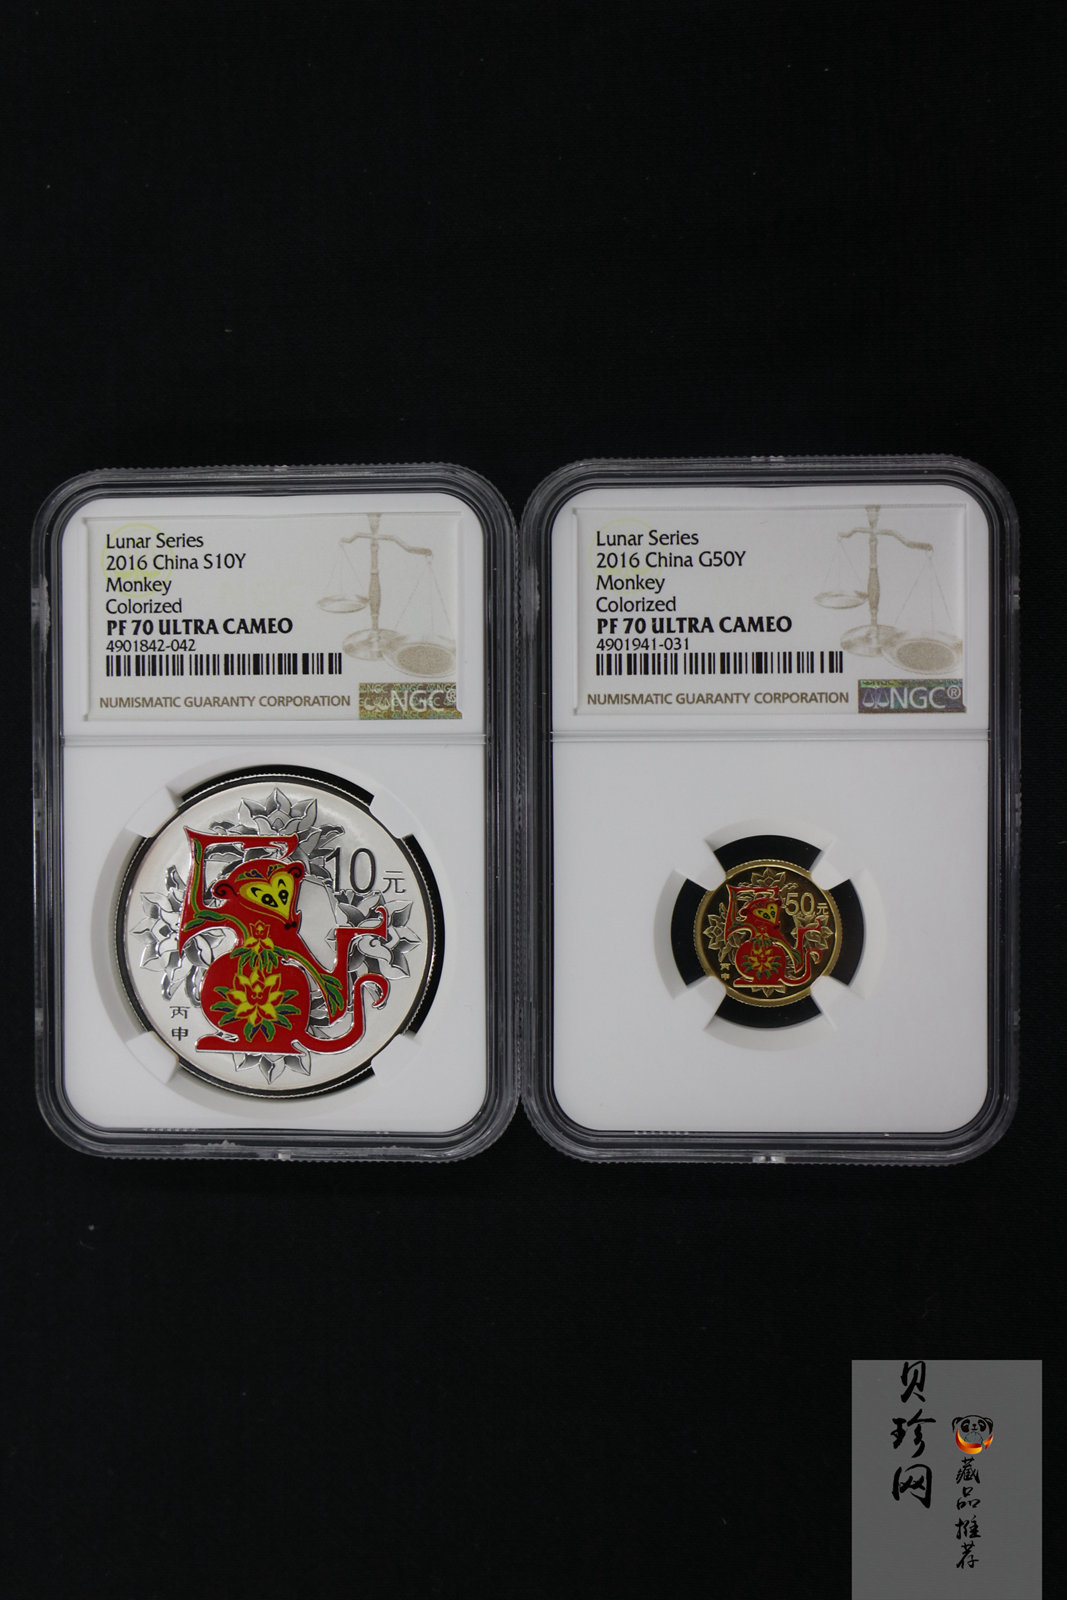 Lunar Series
2016 China S10Y
Monkey
Colorized
PF 70 ULTRA CAMEO
4901842-042
NUMISMATIC GUARANTY CORPORATION
NGC
10元
丙申
Lunar Series
2016 China G50Y
Monkey
Colorized
PF 70 ULTRA CAMEO
4901941-031
NUMISMATIC GUARANTY CORPORATION
NGC®
50元
丙申
贝珍网
藏品推荐